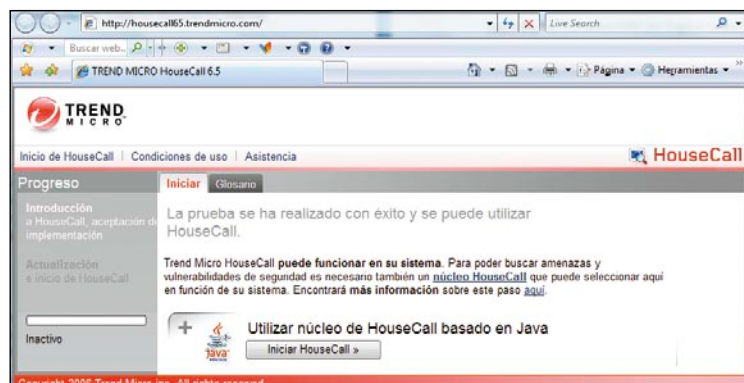 http://housecall65.trendmicro.com/
Live Search
Buscar web..
TREND MICRO HouseCall 6.5
Página
Herramientas
TREND
MICRO
Inicio de HouseCall | Condiciones de uso | Asistencia
HouseCall
Progreso
Iniciar
Glosario
Introducción
a HouseCall, aceptación de
implementación
Actualización
e inicio de HouseCall
Inactivo
La prueba se ha realizado con éxito y se puede utilizar
HouseCall.
Trend Micro HouseCall puede funcionar en su sistema. Para poder buscar amenazas y
vulnerabilidades de seguridad es necesario también un núcleo HouseCall que puede seleccionar aquí
en función de su sistema. Encontrará más información sobre este paso aquí.
Java
Utilizar núcleo de HouseCall basado en Java
Iniciar HouseCall »
Copyright 2006 Trend Micro inc. All rights reserved